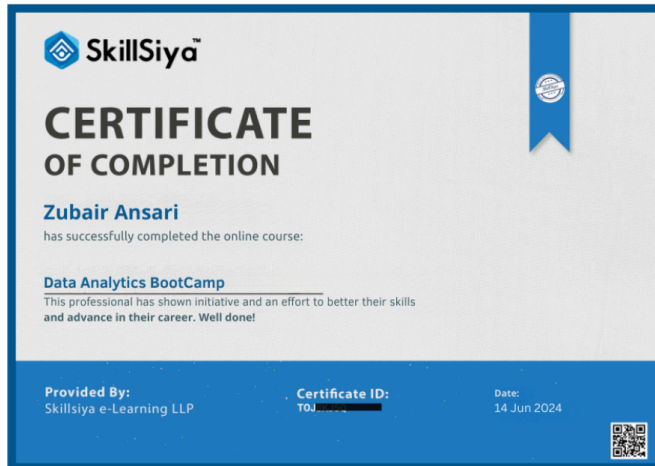 SkillSiya™
CERTIFICATE
OF COMPLETION
Zubair Ansari
has successfully completed the online course:
Data Analytics BootCamp
This professional has shown initiative and an effort to better their skills
and advance in their career. Well done!
Provided By:
Skillsiya e-Learning LLP
Certificate ID:
Date:
14 Jun 2024